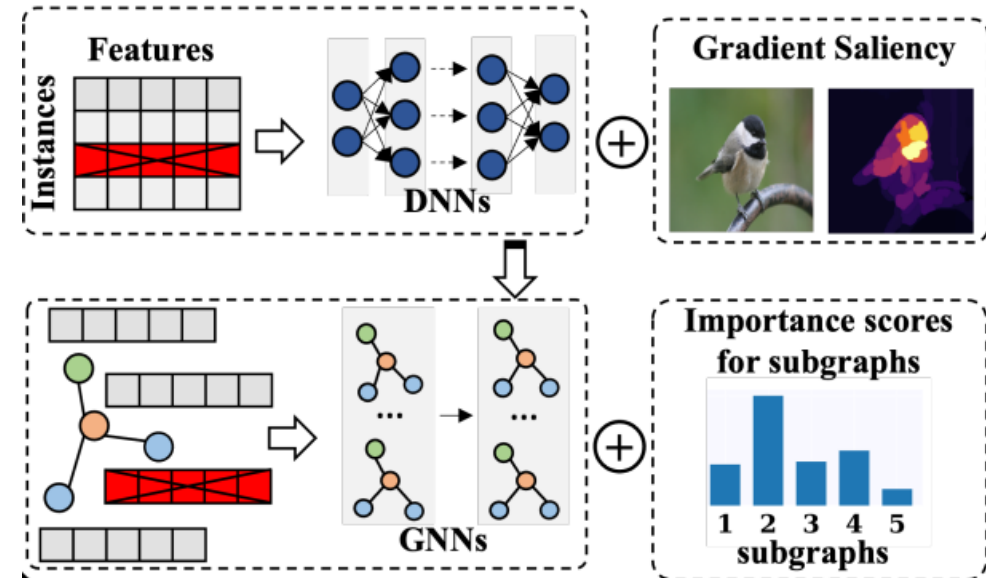 Features
Instances
DNNs
Gradient Saliency
GNNs
Importance scores
for subgraphs
1 2 3 4 5
subgraphs